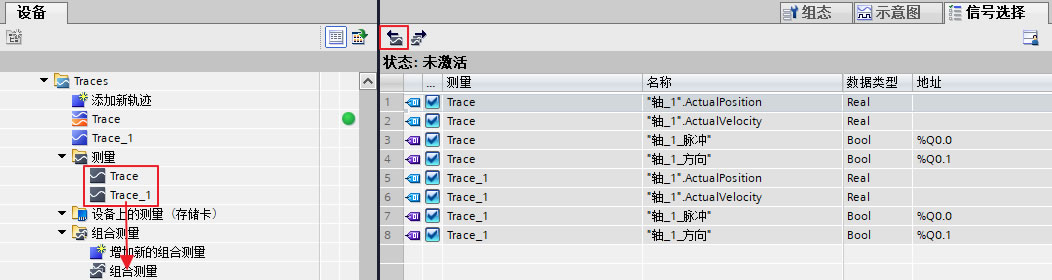 设备
组态
示意图
信号选择
Traces
添加新轨迹
Trace
Trace_1
测量
Trace
Trace_1
设备上的测量（存储卡）
组合测量
增加新的组合测量
组合测量
状态: 未激活
... 测量 名称 数据类型 地址
1 Trace "轴_1".ActualPosition Real
2 Trace "轴_1".ActualVelocity Real
3 Trace "轴_1_脉冲" Bool %Q0.0
4 Trace "轴_1_方向" Bool %Q0.1
5 Trace_1 "轴_1".ActualPosition Real
6 Trace_1 "轴_1".ActualVelocity Real
7 Trace_1 "轴_1_脉冲" Bool %Q0.0
8 Trace_1 "轴_1_方向" Bool %Q0.1